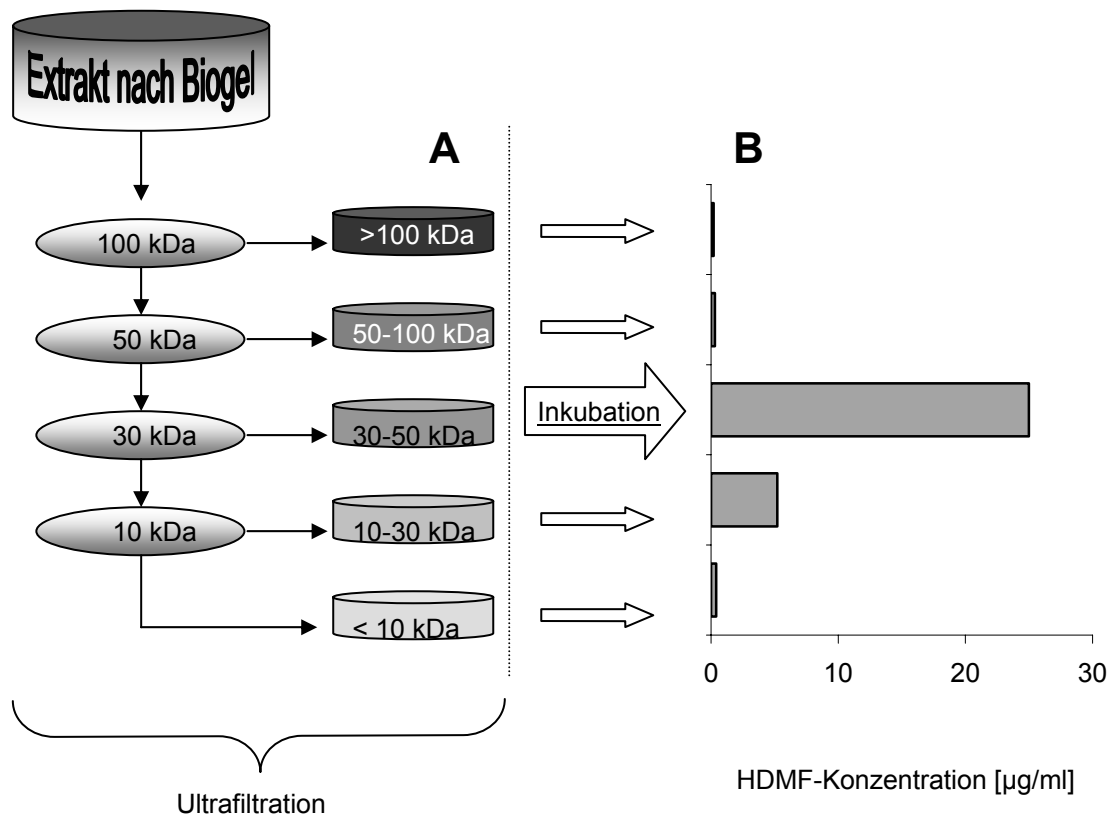 Extrakt nach Biogel
A
B
100 kDa
>100 kDa
50 kDa
50-100 kDa
Inkubation
30 kDa
30-50 kDa
10 kDa
10-30 kDa
< 10 kDa
0
10
20
30
HDMF-Konzentration [µg/ml]
Ultrafiltration